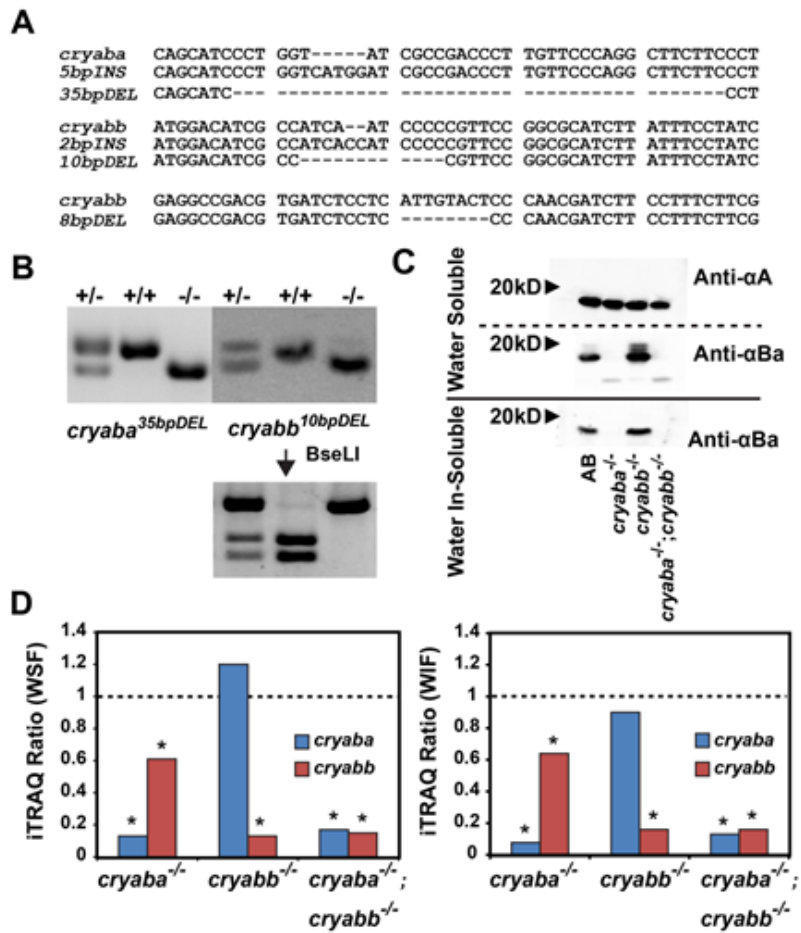 A
cryaba CAGCATCCCT GGT-----AT CGCCGACCCT TGTTCCCAGG CTTCTTCCCT
5bpINS CAGCATCCCT GGTCATGGAT CGCCGACCCT TGTTCCCAGG CTTCTTCCCT
35bpDEL CAGCATC--- ---------- ---------- ---------- -------CCT
cryabb ATGGACATCG CCATCA--AT CCCCCGTTCC GGCGCATCTT ATTTCCTATC
2bpINS ATGGACATCG CCATCACCAT CCCCCGTTCC GGCGCATCTT ATTTCCTATC
10bpDEL ATGGACATCG CC-------- ----CGTTCC GGCGCATCTT ATTTCCTATC
cryabb GAGGCCGACG TGATCTCCTC ATTGTACTCC CAACGATCTTC CCTTTCTTCG
8bpDEL GAGGCCGACG TGATCTCCTC --------CC CAACGATCTTC CCTTTCTTCG
B
+/- +/+ -/- +/- +/+ -/-
cryaba35bpDEL cryabb10bpDEL
BseLI
C
Water Soluble
20kD Anti-αA
20kD Anti-αBa
Water In-Soluble
20kD Anti-αBa
AB
cryaba-/-
cryabb-/-
cryaba-/-;cryabb-/-
D
iTRAQ Ratio (WSF)
1.4
1.2
1
0.8
0.6
0.4
0.2
0
* * * * *
cryaba
cryabb
cryaba-/- cryabb-/- cryaba-/-;
cryabb-/-
iTRAQ Ratio (WIF)
1.4
1.2
1
0.8
0.6
0.4
0.2
0
* * * * *
cryaba
cryabb
cryaba-/- cryabb-/- cryaba-/-;
cryabb-/-